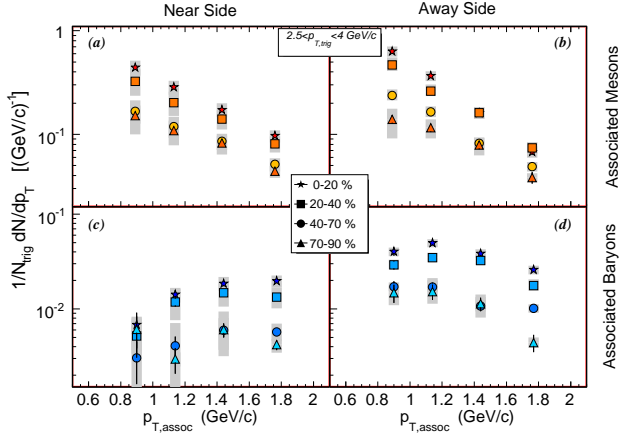 Near Side
Away Side
1/N_trig dN/dp_T [(GeV/c)^-1]
1
10^-1
(a)
2.5<p_T,trig<4 GeV/c
(b)
Associated Mesons
0-20 %
20-40 %
40-70 %
70-90 %
10^-1
10^-2
(c)
(d)
Associated Baryons
0.6 0.8 1 1.2 1.4 1.6 1.8 2
0.6 0.8 1 1.2 1.4 1.6 1.8 2
p_T,assoc (GeV/c)
p_T,assoc (GeV/c)